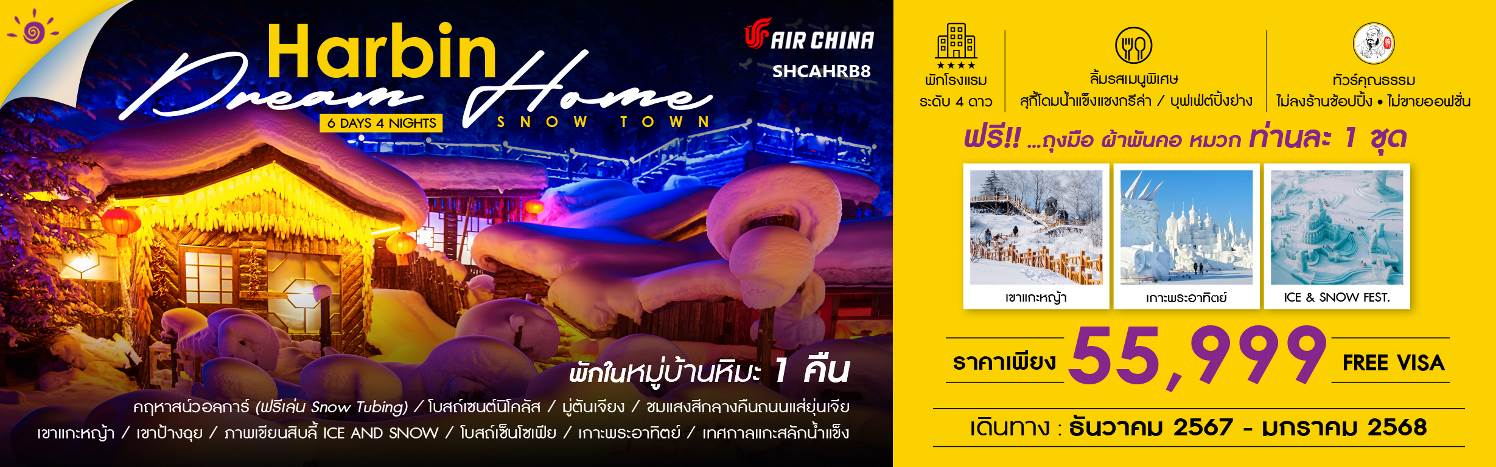 Harbin
Dream Home
6 DAYS 4 NIGHTS
SNOW TOWN
AIR CHINA
SHCAHRB8
พักในหมู่บ้านหิมะ 1 คืน
คฤหาสน์วอลการ์ (ฟรีเล่น Snow Tubing) / โบสถ์เซนต์นิโคลัส / มู่ตันเจียง / ชมแสงสีกลางคืนถนนแส่ยุ่นเจีย
เขาแกะหญ้า / เขาป้างฉุย / ภาพเขียนสิบลี้ ICE AND SNOW / โบสถ์เซ็นโซเฟีย / เกาะพระอาทิตย์ / เทศกาลแกะสลักน้ำแข็ง
พักโรงแรม
ระดับ 4 ดาว
ลิ้มรสเมนูพิเศษ
สุกี้โดมน้ำแข็งแชงกรีล่า / บุฟเฟ่ต์ปิ้งย่าง
ทัวร์คุณธรรม
ไม่ลงร้านช้อปปิ้ง • ไม่ขายออฟชั่น
ฟรี!! ...ถุงมือ ผ้าพันคอ หมวก ท่านละ 1 ชุด
เขาแกะหญ้า
เกาะพระอาทิตย์
ICE & SNOW FEST.
ราคาเพียง 55,999 FREE VISA
เดินทาง : ธันวาคม 2567 - มกราคม 2568